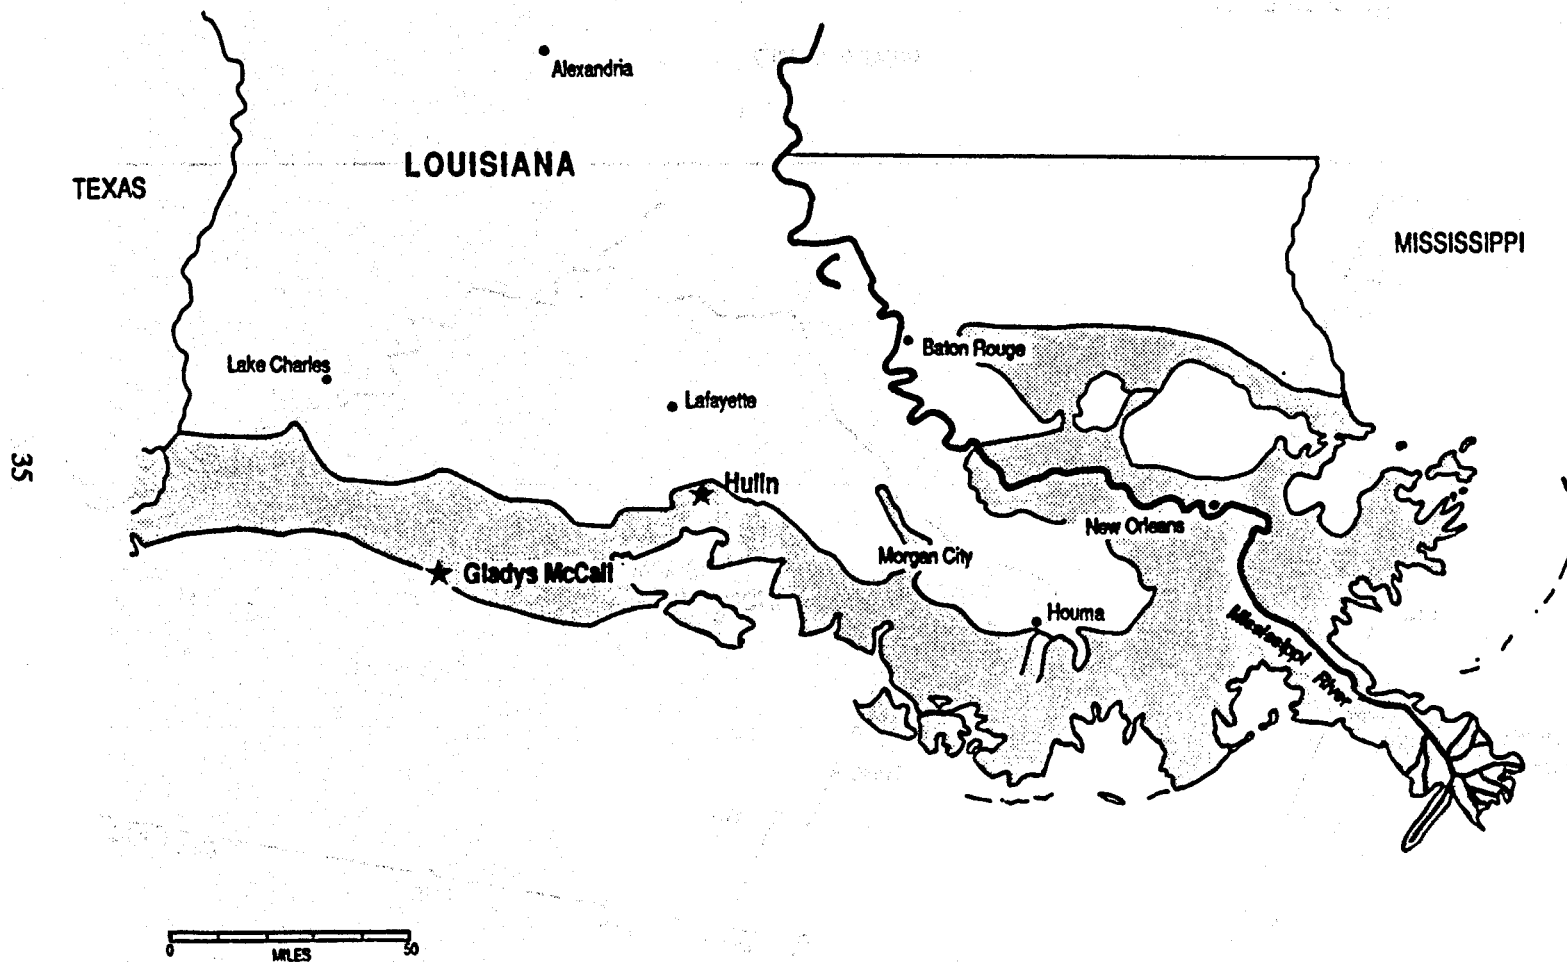 Alexandria
LOUISIANA
TEXAS
MISSISSIPPI
Baton Rouge
Lake Charles
Lafayette
35
Hulin
New Orleans
Morgan City
Gladys McCall
Houma
Mississippi River
0 50
MILES